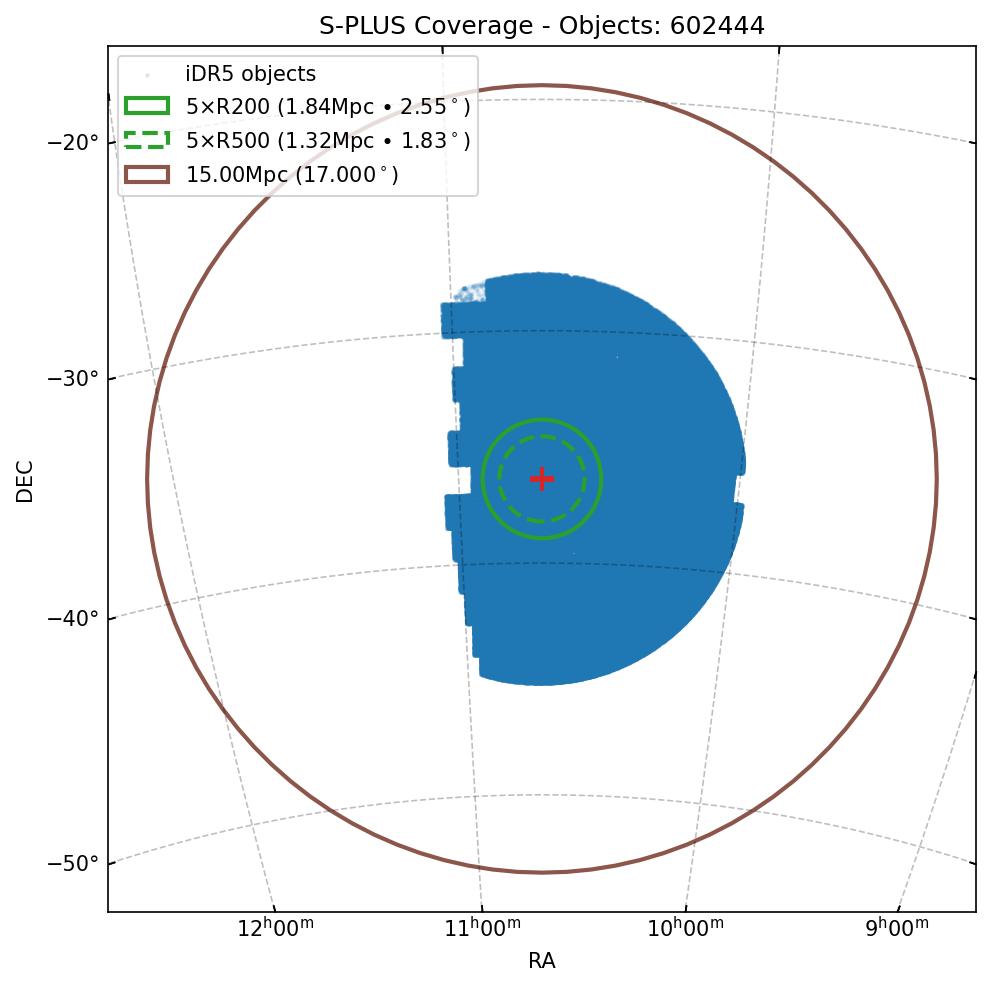 S-PLUS Coverage - Objects: 602444
iDR5 objects
5×R200 (1.84Mpc • 2.55°)
5×R500 (1.32Mpc • 1.83°)
15.00Mpc (17.000°)
−20°
−30°
−40°
−50°
DEC
12ʰ00ᵐ 11ʰ00ᵐ 10ʰ00ᵐ 9ʰ00ᵐ
RA